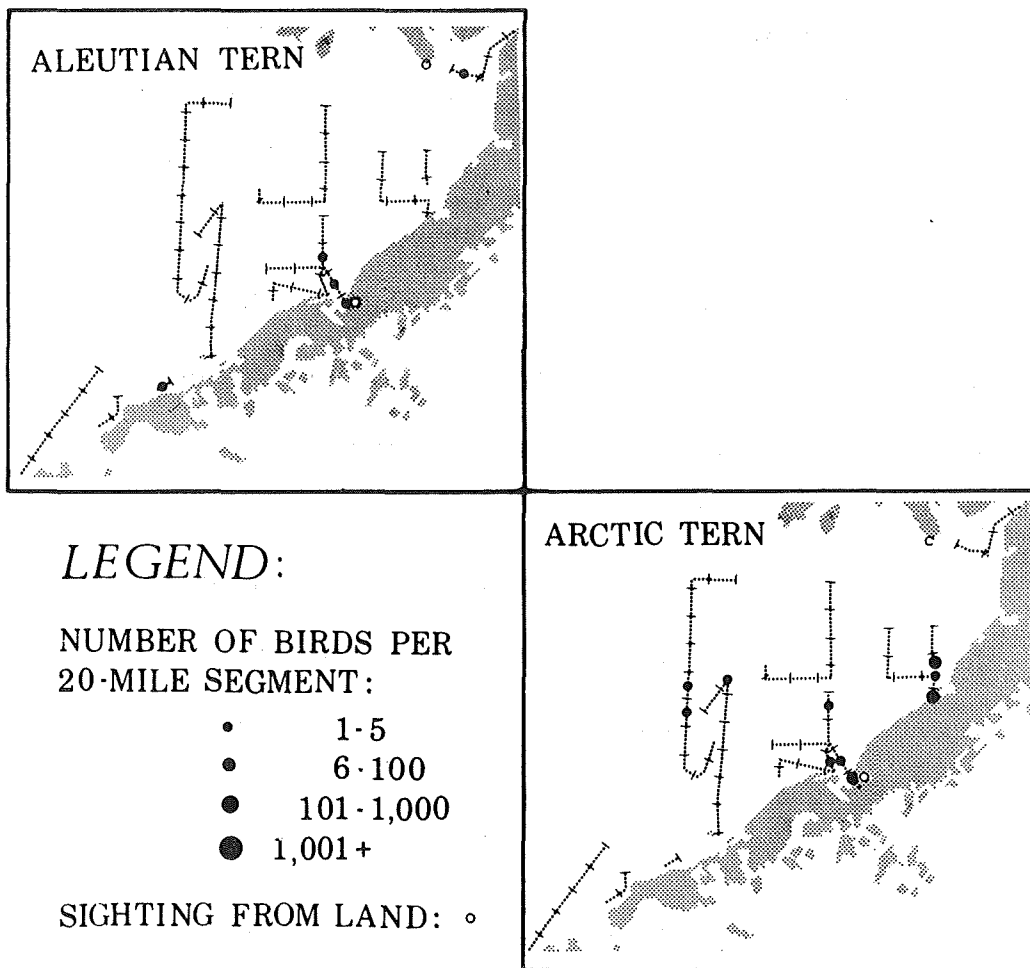 ALEUTIAN TERN
ARCTIC TERN
LEGEND:
NUMBER OF BIRDS PER
20-MILE SEGMENT:
1-5
6-100
101-1,000
1,001+
SIGHTING FROM LAND: